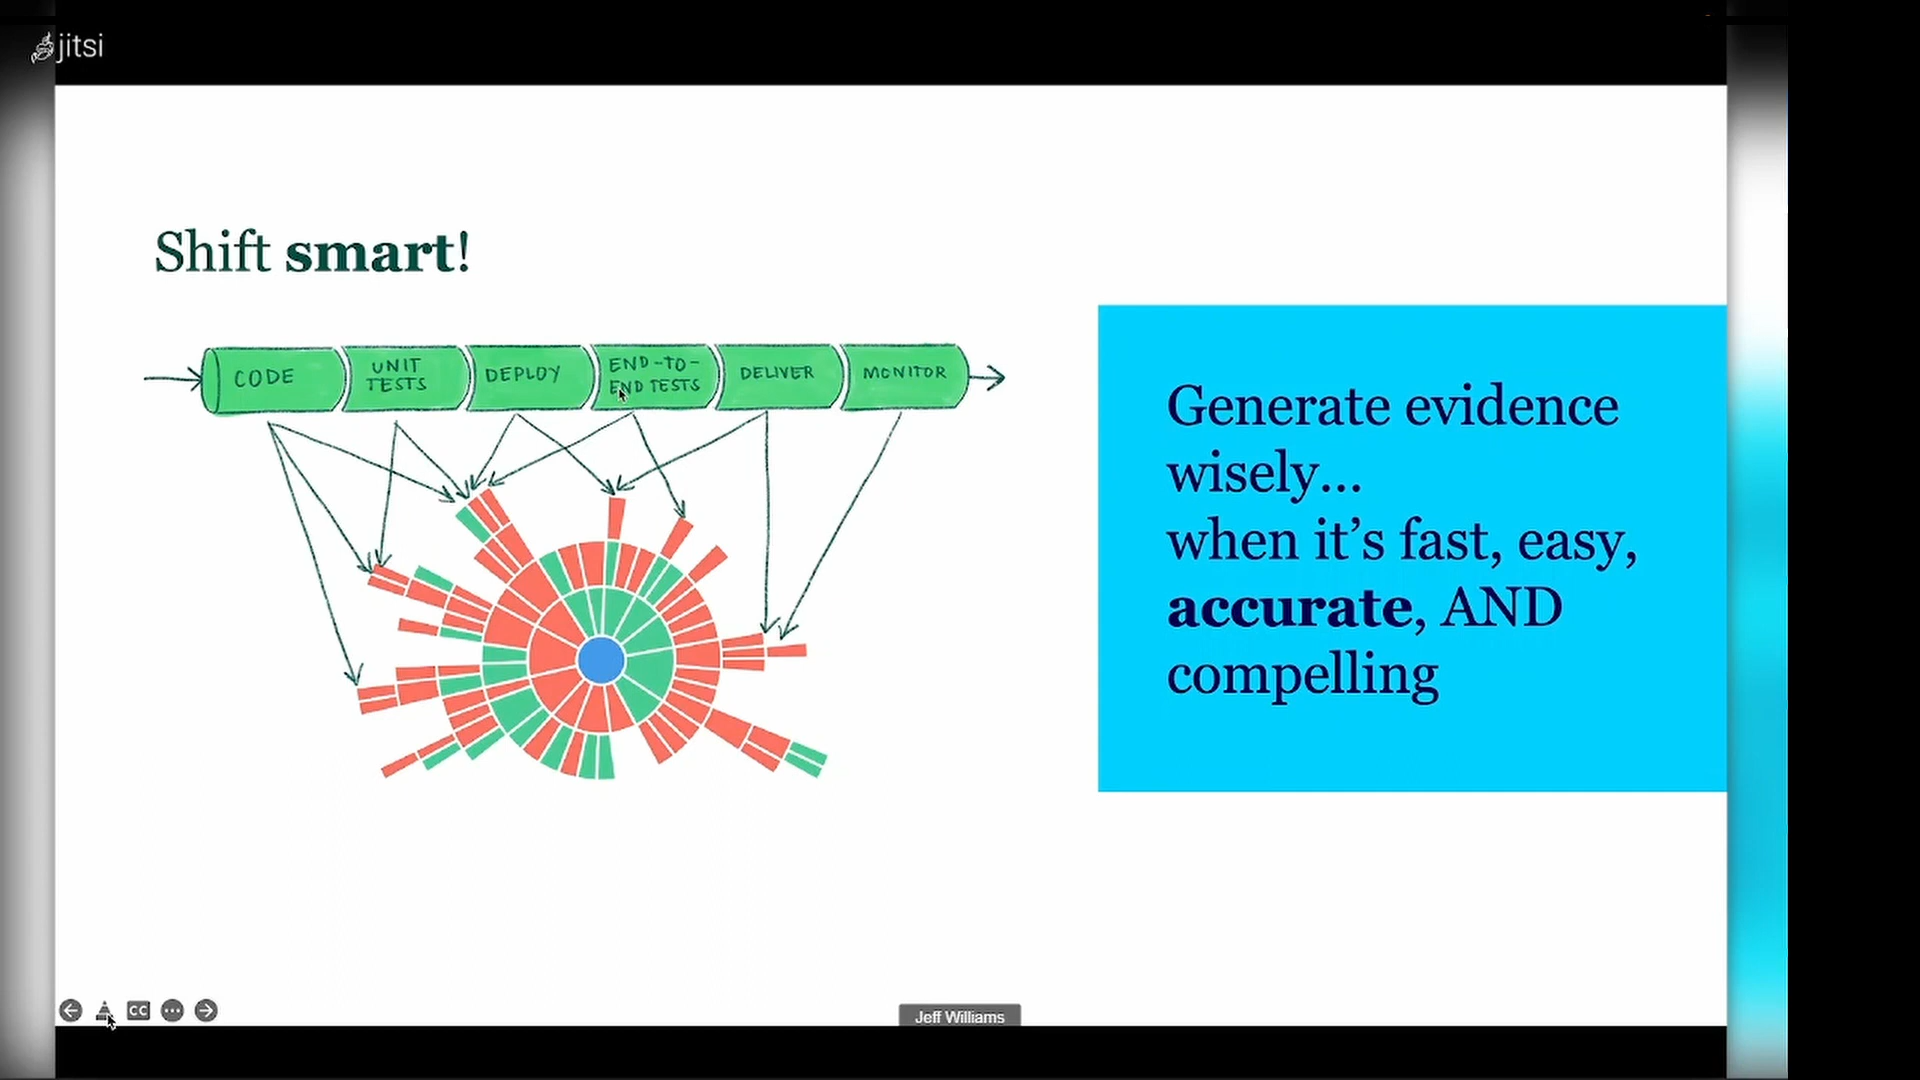 jitsi
Shift smart!
CODE
UNIT
TESTS
DEPLOY
END-TO-
END TESTS
DELIVER
MONITOR
Generate evidence
wisely...
when it's fast, easy,
accurate, AND
compelling
CC
Jeff Williams